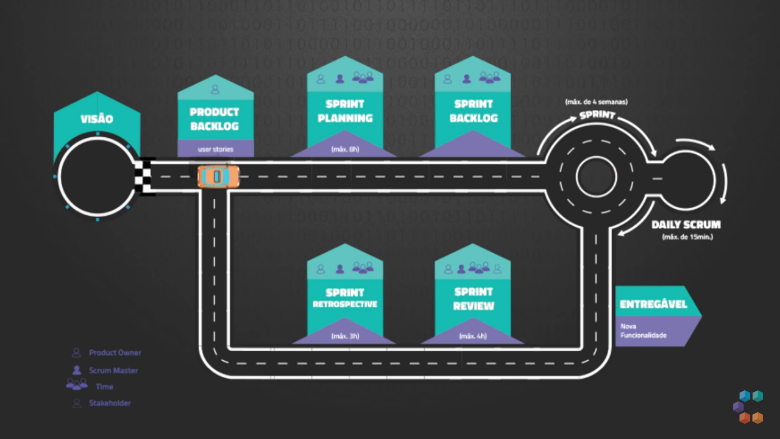 VISÃO
PRODUCT
BACKLOG
user stories
SPRINT
PLANNING
(máx. 8h)
SPRINT
BACKLOG
(máx. de 4 semanas)
SPRINT
DAILY SCRUM
(máx. de 15min.)
SPRINT
RETROSPECTIVE
(máx. 3h)
SPRINT
REVIEW
(máx. 4h)
ENTREGÁVEL
Nova
Funcionalidade
Product Owner
Scrum Master
Time
Stakeholder